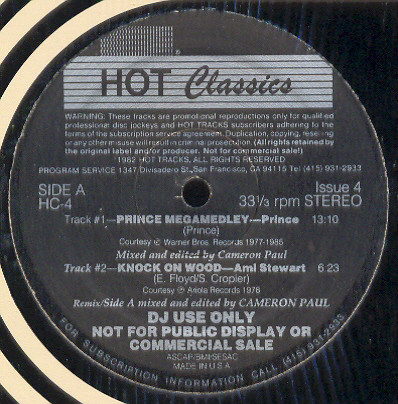 HOT Classics
WARNING: These tracks are promotional reproductions only for qualified
professional disc jockeys and HOT TRACKS subscribers adhering to the
terms of the subscription service agreement. Duplication, copying, reselling
or any other misuse will result in criminal prosecution. (All rights retained by
the original label and/or producer. Not for commercial sale!)
1982 HOT TRACKS, ALL RIGHTS RESERVED
PROGRAM SERVICE 1347 Divisadero St., San Francisco, CA 94115 Tel (415) 931-2933
SIDE A Issue 4
HC-4 33⅓ rpm STEREO
Track #1—PRINCE MEGAMEDLEY—Prince 13:10
(Prince)
Courtesy ℗ Warner Bros. Records 1977-1985
Mixed and edited by Cameron Paul
Track #2—KNOCK ON WOOD—Ami Stewart 6:23
(E. Floyd/S. Cropier)
Courtesy ℗ Ariola Records 1978
Remix/Side A mixed and edited by CAMERON PAUL
DJ USE ONLY
NOT FOR PUBLIC DISPLAY OR
COMMERCIAL SALE
ASCAP/BMI/SESAC
MADE IN U.S.A.
FOR SUBSCRIPTION INFORMATION CALL (415) 931-2933